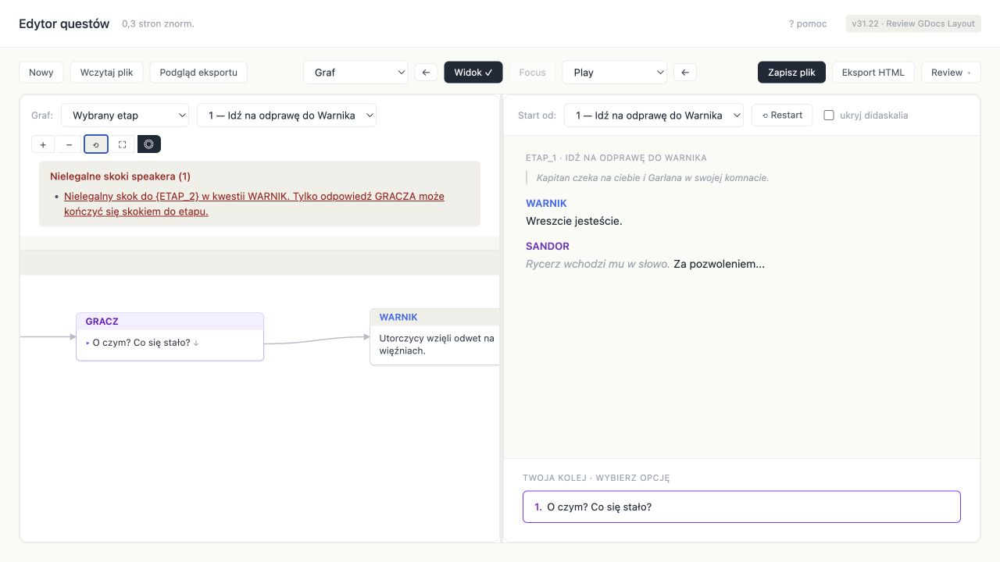 Edytor questów
0,3 stron znorm.
? pomoc
v31.22 · Review GDocs Layout
Nowy
Wczytaj plik
Podgląd eksportu
Graf
←
Widok ✓
Focus
Play
←
Zapisz plik
Eksport HTML
Review
Graf:
Wybrany etap
1 — Idź na odprawę do Warnika
+
−
Nielegalne skoki speakera (1)
• Nielegalny skok do {ETAP_2} w kwestii WARNIK. Tylko odpowiedź GRACZA może
kończyć się skokiem do etapu.
GRACZ
O czym? Co się stało? ↓
WARNIK
Utorczycy wzięli odwet na
więźniach.
Start od:
1 — Idź na odprawę do Warnika
Restart
ukryj didaskalia
ETAP_1 · IDŹ NA ODPRAWĘ DO WARNIKA
Kapitan czeka na ciebie i Garlana w swojej komnacie.
WARNIK
Wreszcie jesteście.
SANDOR
Rycerz wchodzi mu w słowo. Za pozwoleniem...
TWOJA KOLEJ · WYBIERZ OPCJĘ
1. O czym? Co się stało?